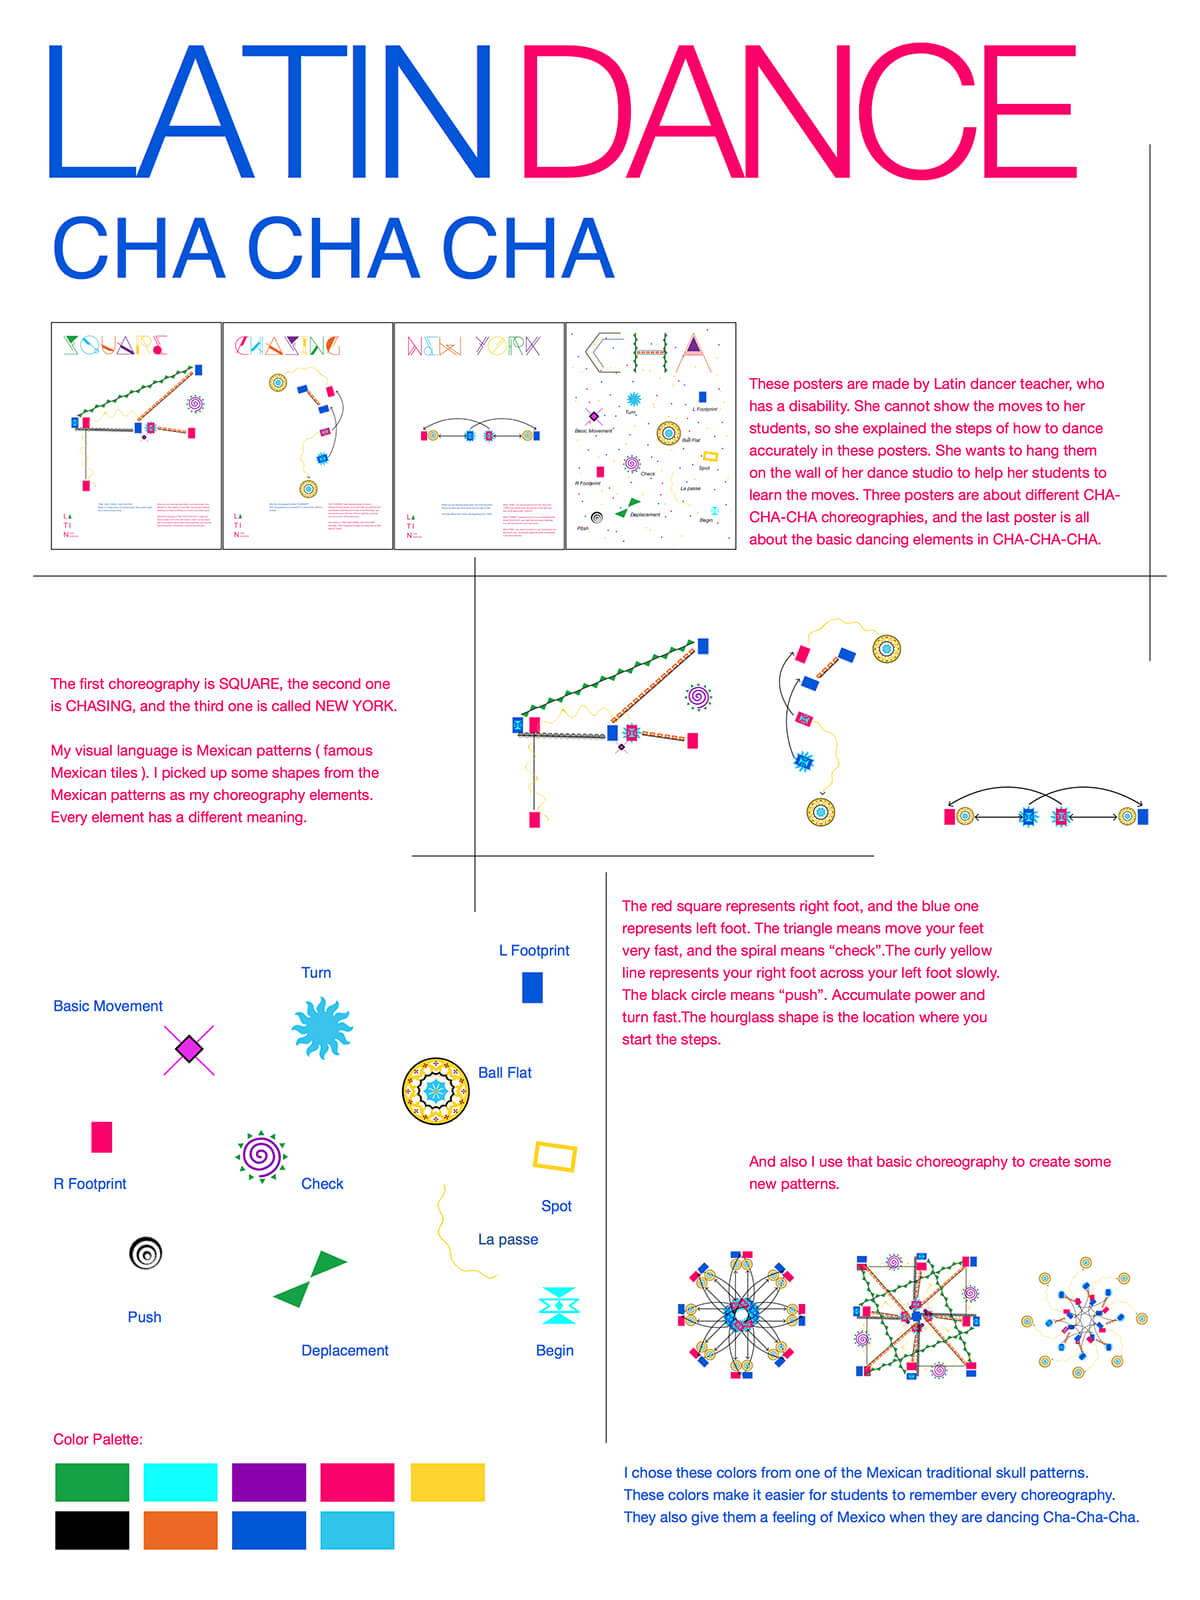 LATIN DANCE
CHA CHA CHA
SQUARE
CHASING
NEW YORK
CHA
Turn
L Footprint
Basic Movement
Ball Flat
Spot
Check
R Footprint
La passe
Deplacement
Push
Begin
LA
TI
N
LA
TI
N
LA
TI
N
These posters are made by Latin dancer teacher, who
has a disability. She cannot show the moves to her
students, so she explained the steps of how to dance
accurately in these posters. She wants to hang them
on the wall of her dance studio to help her students to
learn the moves. Three posters are about different CHA-
CHA-CHA choreographies, and the last poster is all
about the basic dancing elements in CHA-CHA-CHA.
The first choreography is SQUARE, the second one
is CHASING, and the third one is called NEW YORK.
My visual language is Mexican patterns ( famous
Mexican tiles ). I picked up some shapes from the
Mexican patterns as my choreography elements.
Every element has a different meaning.
The red square represents right foot, and the blue one
represents left foot. The triangle means move your feet
very fast, and the spiral means “check”.The curly yellow
line represents your right foot across your left foot slowly.
The black circle means “push”. Accumulate power and
turn fast.The hourglass shape is the location where you
start the steps.
L Footprint
Turn
Basic Movement
Ball Flat
R Footprint
Check
Spot
La passe
Push
Deplacement
Begin
And also I use that basic choreography to create some
new patterns.
Color Palette:
I chose these colors from one of the Mexican traditional skull patterns.
These colors make it easier for students to remember every choreography.
They also give them a feeling of Mexico when they are dancing Cha-Cha-Cha.